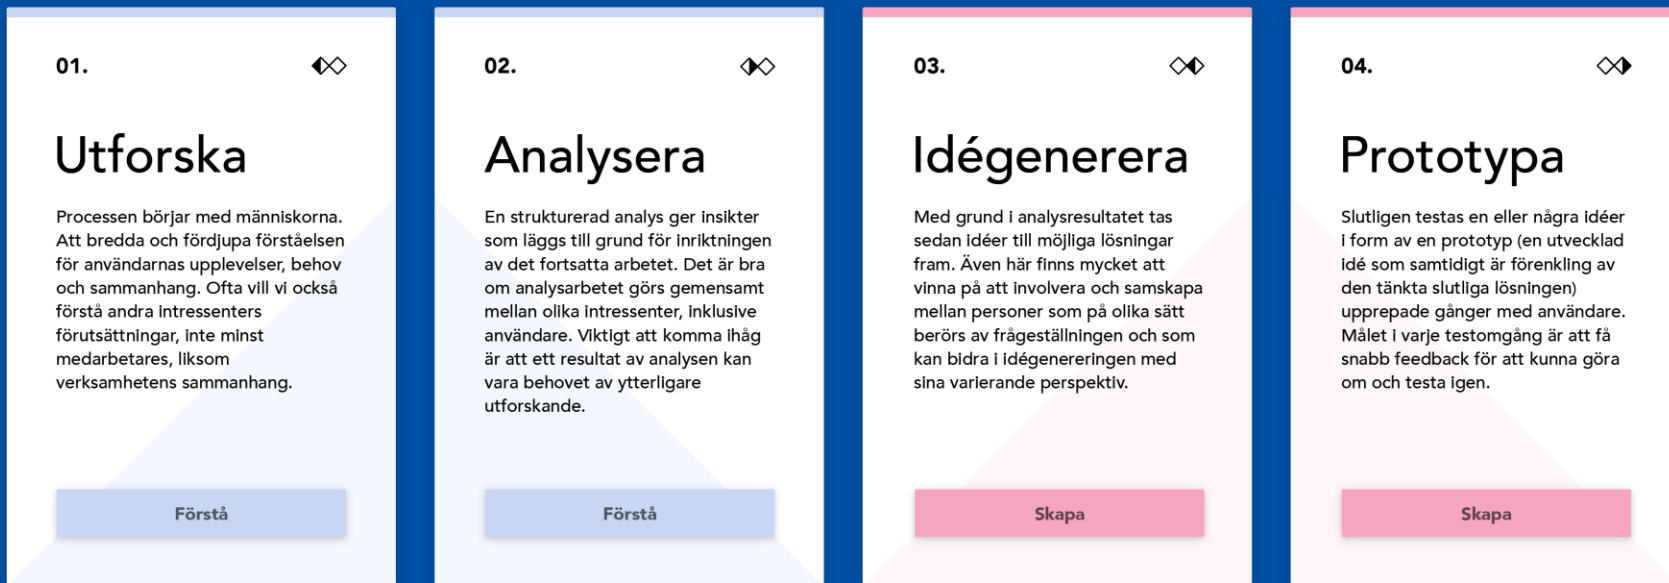 01.
Utforska
Processen börjar med människorna.
Att bredda och fördjupa förståelsen
för användarnas upplevelser, behov
och sammanhang. Ofta vill vi också
förstå andra intressenters
förutsättningar, inte minst
medarbetares, liksom
verksamhetens sammanhang.
Förstå
02.
Analysera
En strukturerad analys ger insikter
som läggs till grund för inriktningen
av det fortsatta arbetet. Det är bra
om analysarbetet görs gemensamt
mellan olika intressenter, inklusive
användare. Viktigt att komma ihåg
är att ett resultat av analysen kan
vara behovet av ytterligare
utforskande.
Förstå
03.
Idégenerera
Med grund i analysresultatet tas
sedan idéer till möjliga lösningar
fram. Även här finns mycket att
vinna på att involvera och samskapa
mellan personer som på olika sätt
berörs av frågeställningen och som
kan bidra i idégenereringen med
sina varierande perspektiv.
Skapa
04.
Prototypa
Slutligen testas en eller några idéer
i form av en prototyp (en utvecklad
idé som samtidigt är förenkling av
den tänkta slutliga lösningen)
upprepade gånger med användare.
Målet i varje testomgång är att få
snabb feedback för att kunna göra
om och testa igen.
Skapa